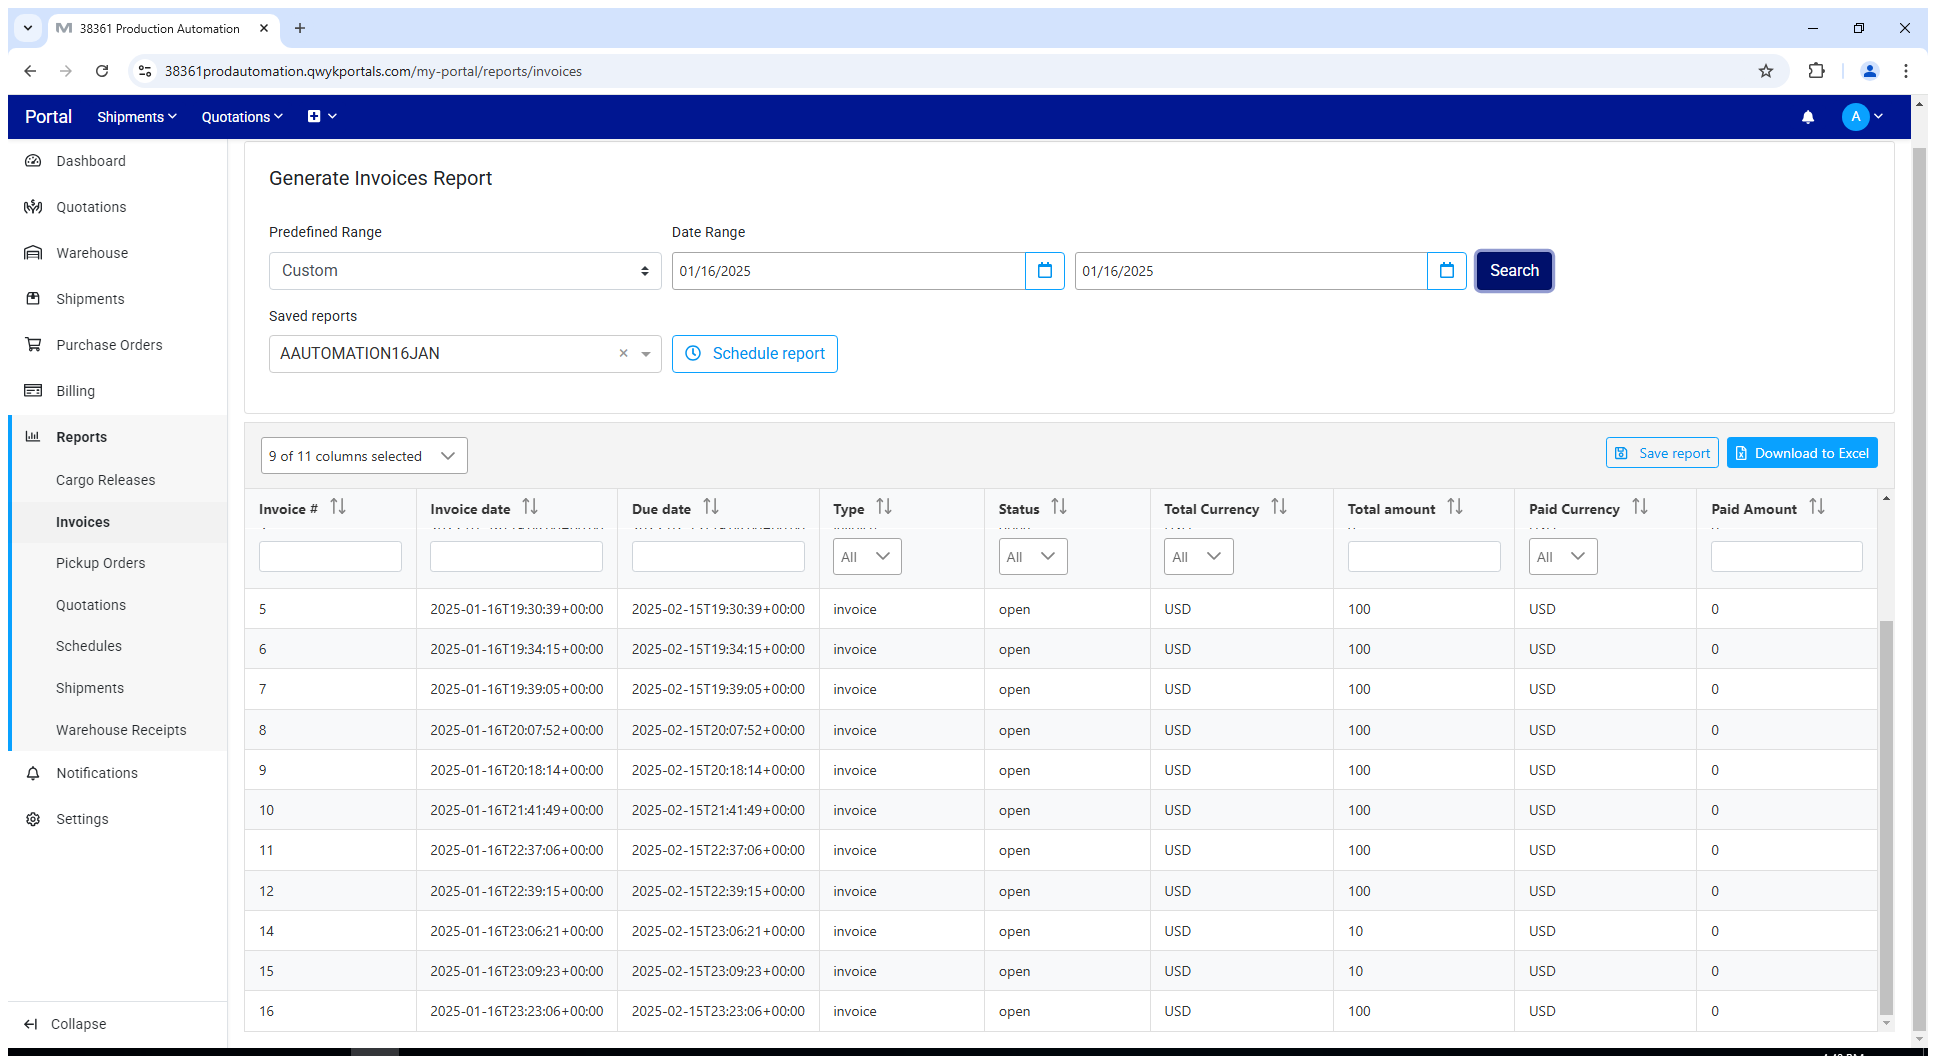 38361 Production Automation
38361prodautomation.qwykportals.com/my-portal/reports/invoices
Portal Shipments Quotations A
Dashboard
Quotations
Warehouse
Shipments
Purchase Orders
Billing
Reports
Cargo Releases
Invoices
Pickup Orders
Quotations
Schedules
Shipments
Warehouse Receipts
Notifications
Settings
Collapse
Generate Invoices Report
Predefined Range Date Range
Custom 01/16/2025 01/16/2025 Search
Saved reports
AAUTOMATION16JAN × Schedule report
9 of 11 columns selected Save report Download to Excel
Invoice # Invoice date Due date Type Status Total Currency Total amount Paid Currency Paid Amount
All All All All
5 2025-01-16T19:30:39+00:00 2025-02-15T19:30:39+00:00 invoice open USD 100 USD 0
6 2025-01-16T19:34:15+00:00 2025-02-15T19:34:15+00:00 invoice open USD 100 USD 0
7 2025-01-16T19:39:05+00:00 2025-02-15T19:39:05+00:00 invoice open USD 100 USD 0
8 2025-01-16T20:07:52+00:00 2025-02-15T20:07:52+00:00 invoice open USD 100 USD 0
9 2025-01-16T20:18:14+00:00 2025-02-15T20:18:14+00:00 invoice open USD 100 USD 0
10 2025-01-16T21:41:49+00:00 2025-02-15T21:41:49+00:00 invoice open USD 100 USD 0
11 2025-01-16T22:37:06+00:00 2025-02-15T22:37:06+00:00 invoice open USD 100 USD 0
12 2025-01-16T22:39:15+00:00 2025-02-15T22:39:15+00:00 invoice open USD 100 USD 0
14 2025-01-16T23:06:21+00:00 2025-02-15T23:06:21+00:00 invoice open USD 10 USD 0
15 2025-01-16T23:09:23+00:00 2025-02-15T23:09:23+00:00 invoice open USD 10 USD 0
16 2025-01-16T23:23:06+00:00 2025-02-15T23:23:06+00:00 invoice open USD 100 USD 0